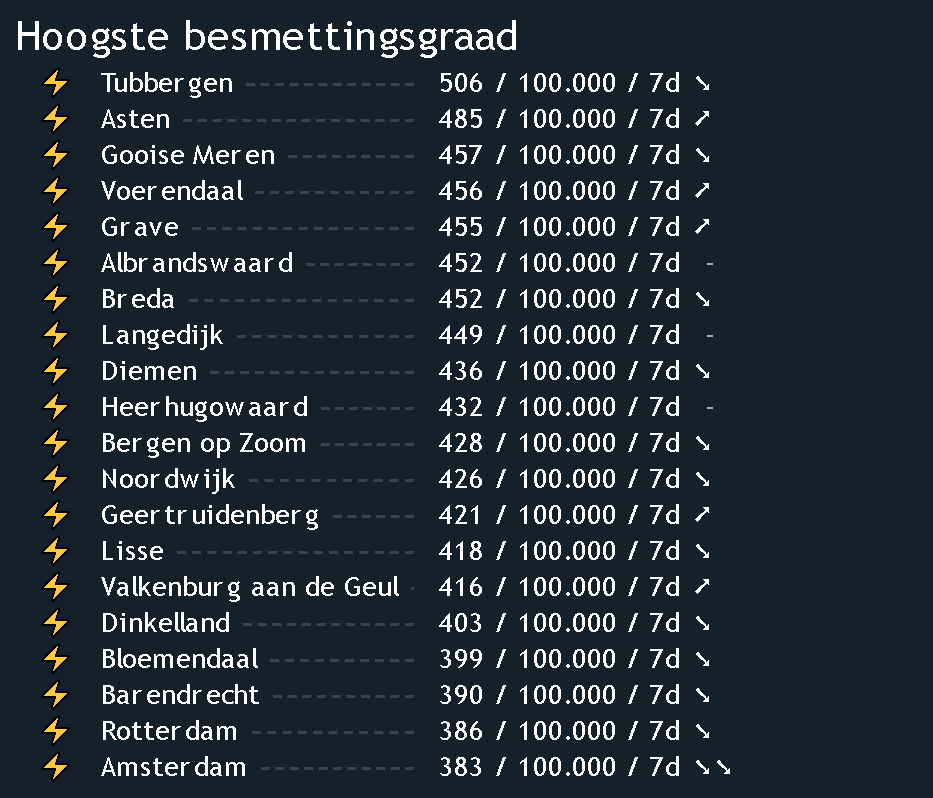 Hoogste besmettingsgraad
⚡ Tubbergen ----------- 506 / 100.000 / 7d ↘
⚡ Asten --------------- 485 / 100.000 / 7d ↗
⚡ Gooise Meren -------- 457 / 100.000 / 7d ↘
⚡ Voerendaal ---------- 456 / 100.000 / 7d ↗
⚡ Grave -------------- 455 / 100.000 / 7d ↗
⚡ Albrandswaard ------- 452 / 100.000 / 7d -
⚡ Breda --------------- 452 / 100.000 / 7d ↘
⚡ Langedijk ----------- 449 / 100.000 / 7d -
⚡ Diemen ------------- 436 / 100.000 / 7d ↘
⚡ Heerhugowaard ------ 432 / 100.000 / 7d -
⚡ Bergen op Zoom ------ 428 / 100.000 / 7d ↘
⚡ Noordwijk ----------- 426 / 100.000 / 7d ↘
⚡ Geertruidenberg ----- 421 / 100.000 / 7d ↗
⚡ Lisse --------------- 418 / 100.000 / 7d ↘
⚡ Valkenburg aan de Geul - 416 / 100.000 / 7d ↗
⚡ Dinkelland ----------- 403 / 100.000 / 7d ↘
⚡ Bloemendaal --------- 399 / 100.000 / 7d ↘
⚡ Barendrecht --------- 390 / 100.000 / 7d ↘
⚡ Rotterdam ----------- 386 / 100.000 / 7d ↘
⚡ Amsterdam ---------- 383 / 100.000 / 7d ↘↘